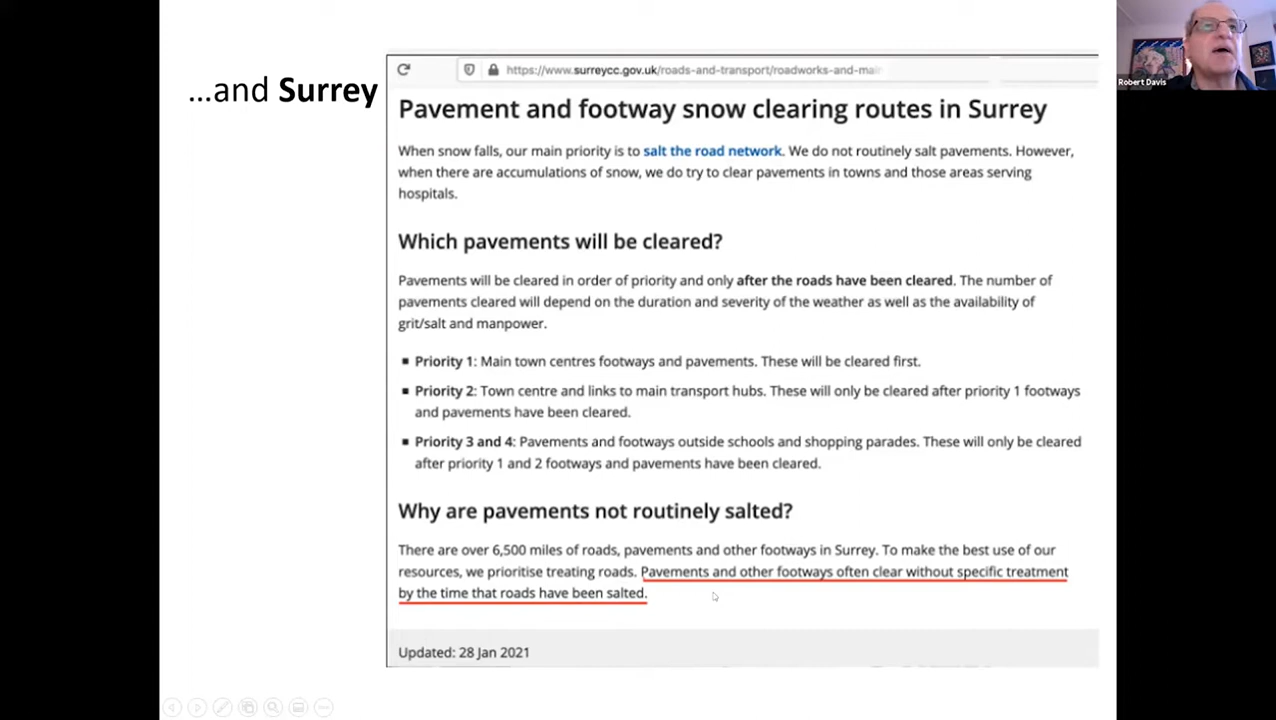 ...and Surrey
https://www.surreycc.gov.uk/roads-and-transport/roadworks-and-mai
Robert Davis
Pavement and footway snow clearing routes in Surrey
When snow falls, our main priority is to salt the road network. We do not routinely salt pavements. However,
when there are accumulations of snow, we do try to clear pavements in towns and those areas serving
hospitals.
Which pavements will be cleared?
Pavements will be cleared in order of priority and only after the roads have been cleared. The number of
pavements cleared will depend on the duration and severity of the weather as well as the availability of
grit/salt and manpower.
▪ Priority 1: Main town centres footways and pavements. These will be cleared first.
▪ Priority 2: Town centre and links to main transport hubs. These will only be cleared after priority 1 footways
and pavements have been cleared.
▪ Priority 3 and 4: Pavements and footways outside schools and shopping parades. These will only be cleared
after priority 1 and 2 footways and pavements have been cleared.
Why are pavements not routinely salted?
There are over 6,500 miles of roads, pavements and other footways in Surrey. To make the best use of our
resources, we prioritise treating roads. Pavements and other footways often clear without specific treatment
by the time that roads have been salted.
Updated: 28 Jan 2021